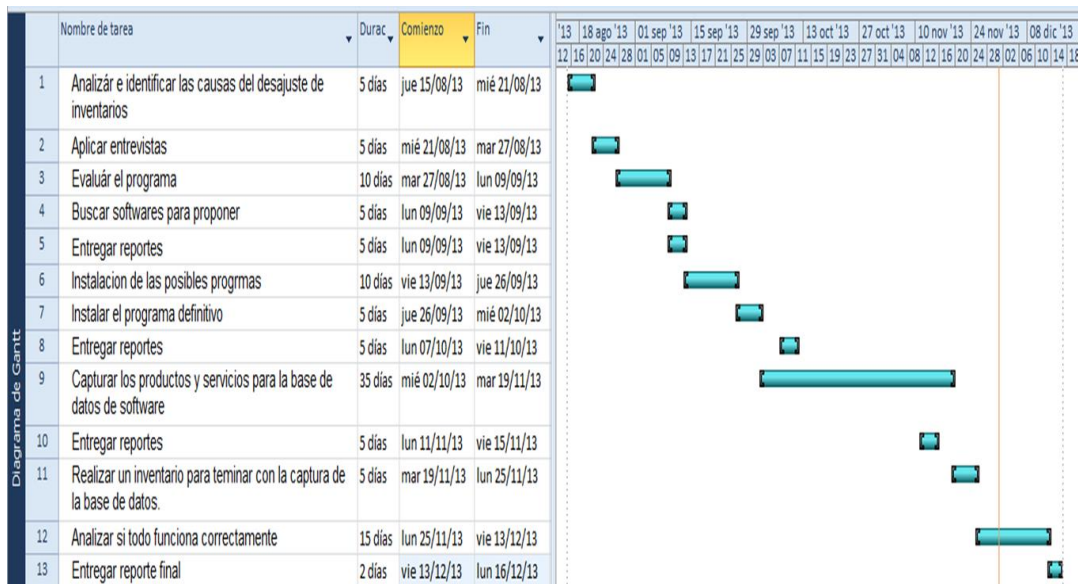 Nombre de tarea Durac Comienzo Fin '13 18 ago '13 01 sep '13 15 sep '13 29 sep '13 13 oct '13 27 oct '13 10 nov '13 24 nov '13 08 dic '13
12 16 20 24 28 01 05 09 13 17 21 25 29 03 07 11 15 19 23 27 31 04 08 12 16 20 24 28 02 06 10 14 18
1 Analizár e identificar las causas del desajuste de 5 días jue 15/08/13 mié 21/08/13
inventarios
2 Aplicar entrevistas 5 días mié 21/08/13 mar 27/08/13
3 Evaluár el programa 10 días mar 27/08/13 lun 09/09/13
4 Buscar softwares para proponer 5 días lun 09/09/13 vie 13/09/13
5 Entregar reportes 5 días lun 09/09/13 vie 13/09/13
6 Instalacion de las posibles progrmas 10 días vie 13/09/13 jue 26/09/13
7 Instalar el programa definitivo 5 días jue 26/09/13 mié 02/10/13
8 Entregar reportes 5 días lun 07/10/13 vie 11/10/13
9 Capturar los productos y servicios para la base de 35 días mié 02/10/13 mar 19/11/13
datos de software
10 Entregar reportes 5 días lun 11/11/13 vie 15/11/13
11 Realizar un inventario para teminar con la captura de 5 días mar 19/11/13 lun 25/11/13
la base de datos.
12 Analizar si todo funciona correctamente 15 días lun 25/11/13 vie 13/12/13
13 Entregar reporte final 2 días vie 13/12/13 lun 16/12/13
Diagrama de Gantt